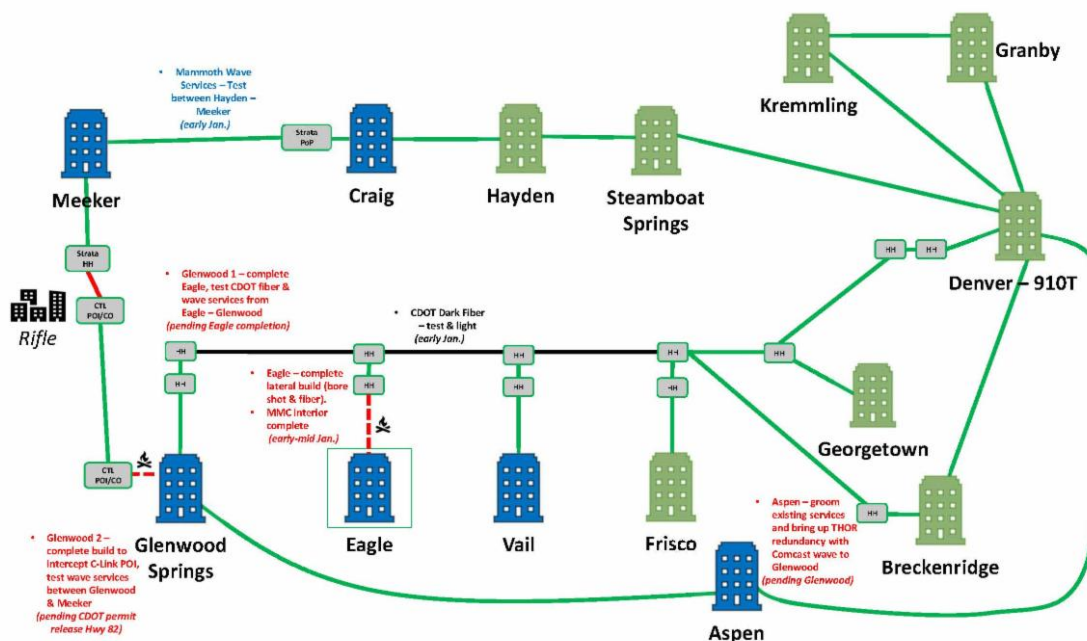 Granby
Kremmling
• Mammoth Wave
Services – Test
between Hayden –
Meeker
(early Jan.)
Strata
PoP
Meeker
Craig
Hayden
Steamboat
Springs
Denver – 910T
Strata
HH
CTL
POI/CO
Rifle
• Glenwood 1 – complete
Eagle, test CDOT fiber &
wave services from
Eagle – Glenwood
(pending Eagle completion)
• CDOT Dark Fiber
– test & light
(early Jan.)
HH
HH
HH
HH
HH
HH
HH
HH
HH
HH
HH
• Eagle – complete
lateral build (bore
shot & fiber).
• MMC interior
complete
(early-mid Jan.)
Georgetown
CTL
POI/CO
HH
Glenwood
Springs
Eagle
Vail
Frisco
Breckenridge
• Aspen – groom
existing services
and bring up THOR
redundancy with
Comcast wave to
Glenwood
(pending Glenwood)
• Glenwood 2 –
complete build to
intercept C-Link POI,
test wave services
between Glenwood
& Meeker
(pending CDOT permit
release Hwy 82)
Aspen